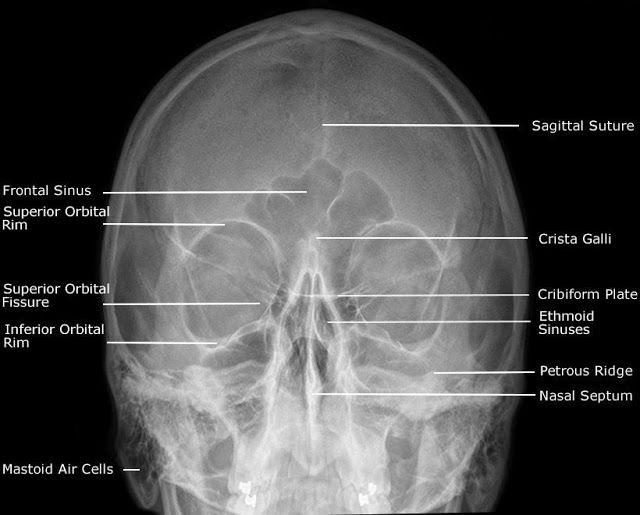 Sagittal Suture
Frontal Sinus
Superior Orbital
Rim
Crista Galli
Superior Orbital
Fissure
Cribiform Plate
Ethmoid
Sinuses
Inferior Orbital
Rim
Petrous Ridge
Nasal Septum
Mastoid Air Cells